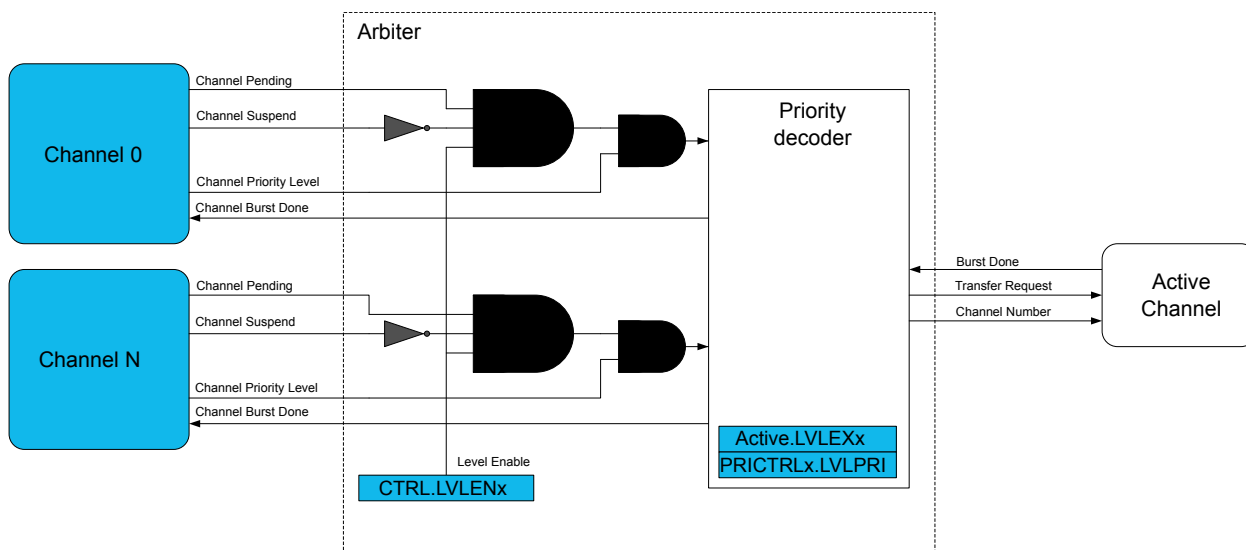 Arbiter
Channel Pending
Channel Suspend
Channel 0
Channel Priority Level
Channel Burst Done
Priority
decoder
Burst Done
Transfer Request
Channel Number
Active
Channel
Channel Pending
Channel Suspend
Channel N
Channel Priority Level
Channel Burst Done
Level Enable
CTRL.LVLENx
Active.LVLEXx
PRICTRLx.LVLPRI